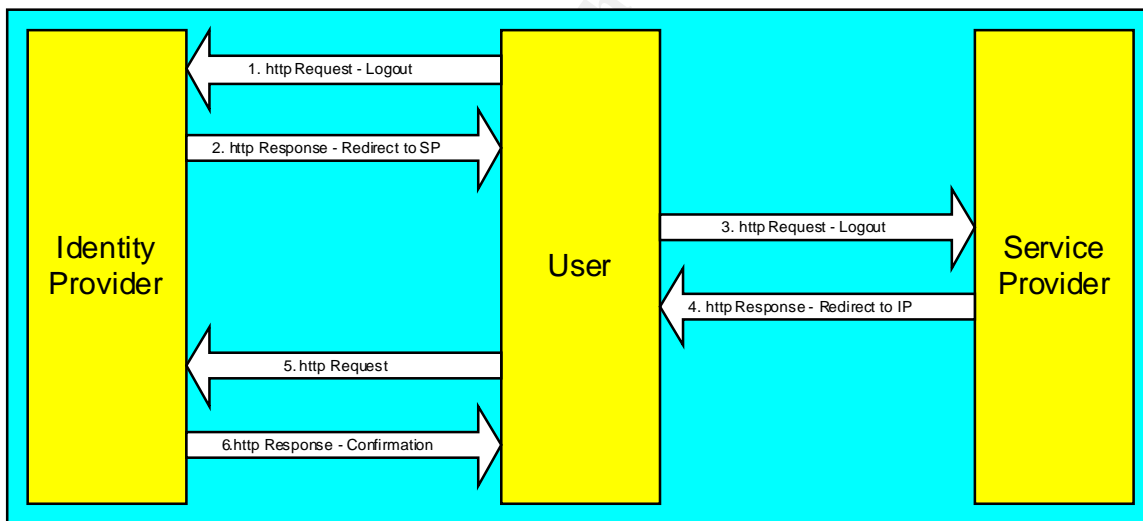 1. http Request - Logout
2. http Response - Redirect to SP
3. http Request - Logout
Identity
Provider
User
Service
Provider
4. http Response - Redirect to IP
5. http Request
6.http Response - Confirmation